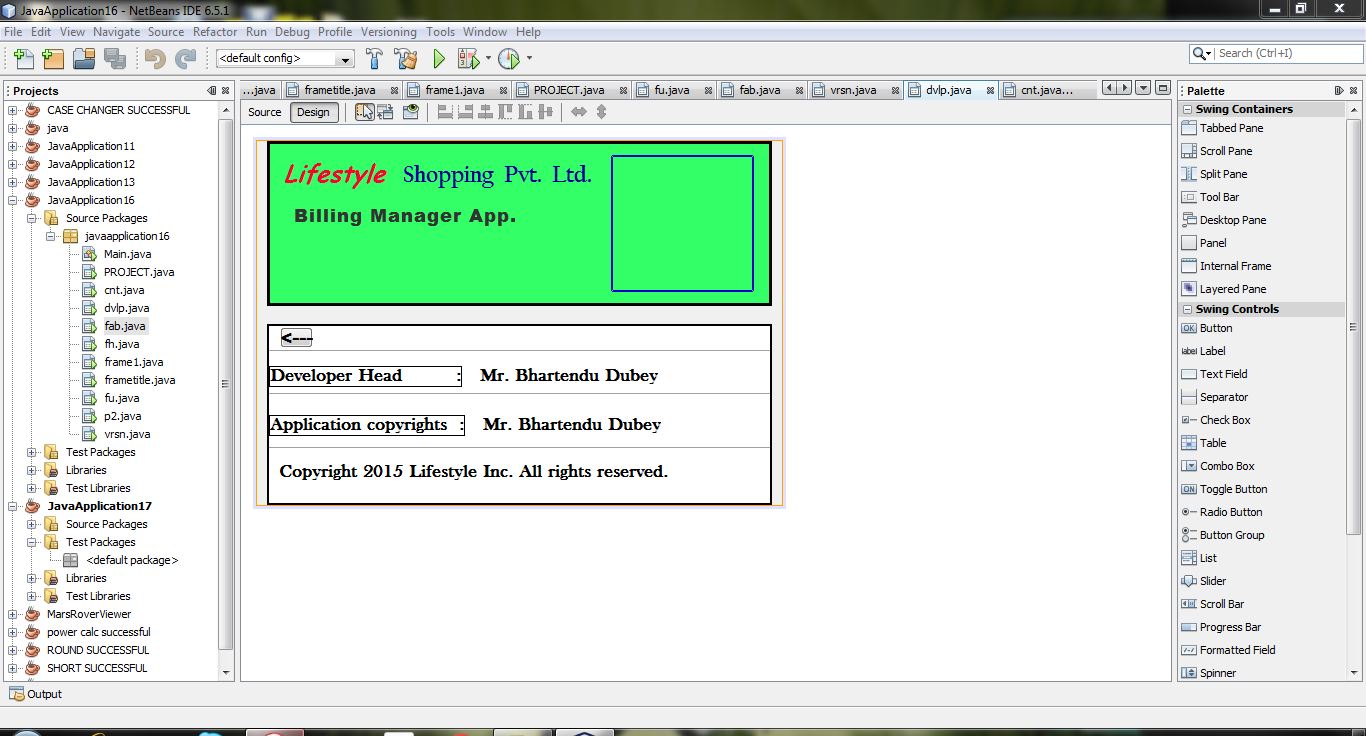 JavaApplication16 - NetBeans IDE 6.5.1
File Edit View Navigate Source Refactor Run Debug Profile Versioning Tools Window Help
<default config>
Search (Ctrl+I)
Projects
CASE CHANGER SUCCESSFUL
java
JavaApplication11
JavaApplication12
JavaApplication13
JavaApplication16
Source Packages
javaapplication16
Main.java
PROJECT.java
cnt.java
dvlp.java
fab.java
fh.java
frame1.java
frametitle.java
fu.java
p2.java
vrsn.java
Test Packages
Libraries
Test Libraries
JavaApplication17
Source Packages
Test Packages
<default package>
Libraries
Test Libraries
MarsRoverViewer
power calc successful
ROUND SUCCESSFUL
SHORT SUCCESSFUL
...java frametitle.java frame1.java PROJECT.java fu.java fab.java vrsn.java dvlp.java cnt.java...
Source Design
Lifestyle Shopping Pvt. Ltd.
Billing Manager App.
<---
Developer Head : Mr. Bhartendu Dubey
Application copyrights : Mr. Bhartendu Dubey
Copyright 2015 Lifestyle Inc. All rights reserved.
Palette
Swing Containers
Tabbed Pane
Scroll Pane
Split Pane
Tool Bar
Desktop Pane
Panel
Internal Frame
Layered Pane
Swing Controls
OK Button
label Label
Text Field
Separator
Check Box
Table
Combo Box
ON Toggle Button
Radio Button
Button Group
List
Slider
Scroll Bar
Progress Bar
Formatted Field
Spinner
Output